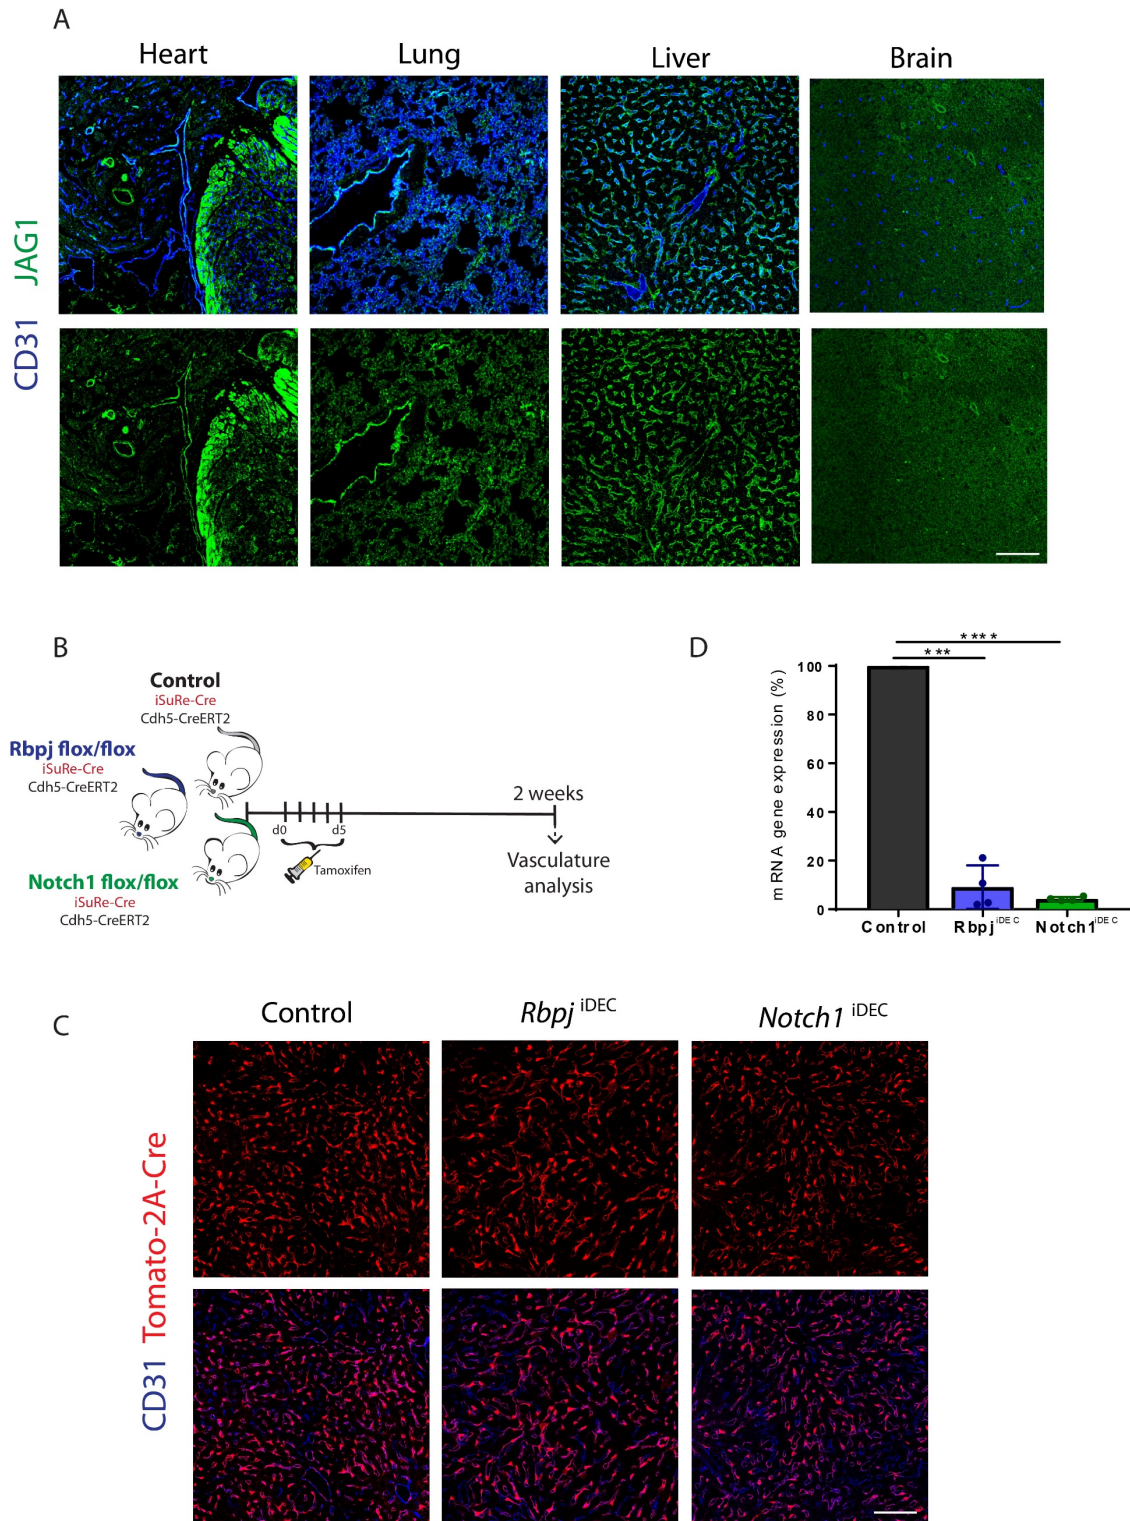 A
Heart
Lung
Liver
Brain
CD31 JAG1
B
Control
iSuRe-Cre
Cdh5-CreERT2
Rbpj flox/flox
iSuRe-Cre
Cdh5-CreERT2
Notch1 flox/flox
iSuRe-Cre
Cdh5-CreERT2
d0
d5
Tamoxifen
2 weeks
Vasculature
analysis
D
****
***
mRNA gene expression (%)
100
80
60
40
20
0
Control
Rbpj iDEC
Notch1 iDEC
C
Control
Rbpj iDEC
Notch1 iDEC
CD31 Tomato-2A-Cre